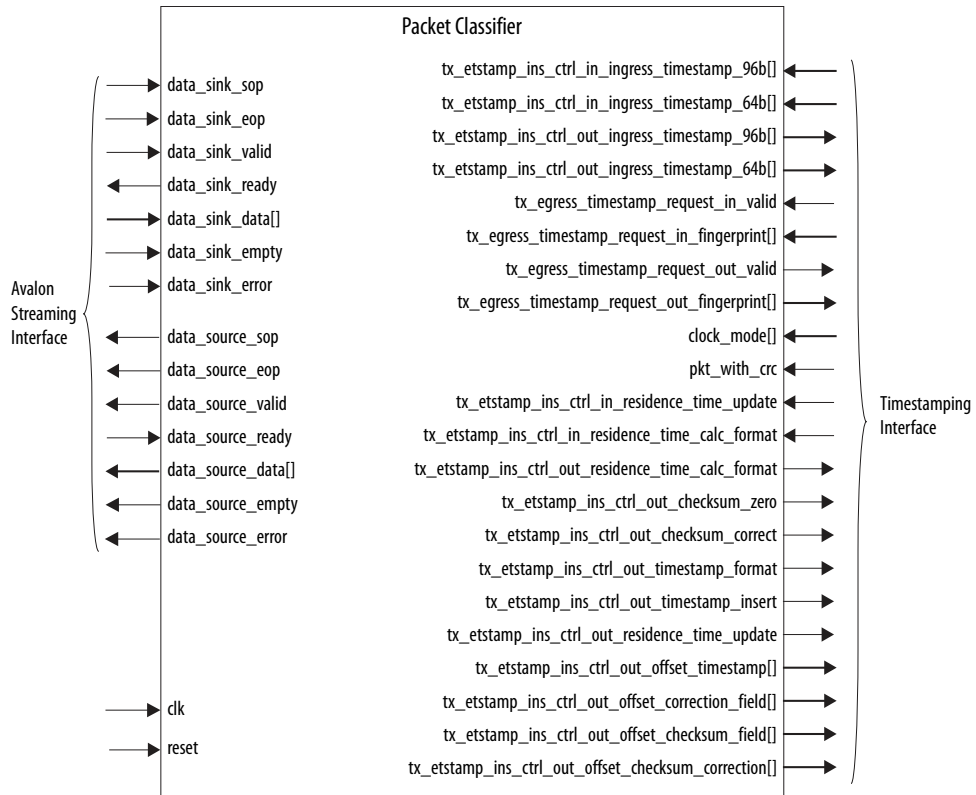 Packet Classifier
Avalon
Streaming
Interface
data_sink_sop
data_sink_eop
data_sink_valid
data_sink_ready
data_sink_data[]
data_sink_empty
data_sink_error
data_source_sop
data_source_eop
data_source_valid
data_source_ready
data_source_data[]
data_source_empty
data_source_error
clk
reset
tx_etstamp_ins_ctrl_in_ingress_timestamp_96b[]
tx_etstamp_ins_ctrl_in_ingress_timestamp_64b[]
tx_etstamp_ins_ctrl_out_ingress_timestamp_96b[]
tx_etstamp_ins_ctrl_out_ingress_timestamp_64b[]
tx_egress_timestamp_request_in_valid
tx_egress_timestamp_request_in_fingerprint[]
tx_egress_timestamp_request_out_valid
tx_egress_timestamp_request_out_fingerprint[]
clock_mode[]
pkt_with_crc
tx_etstamp_ins_ctrl_in_residence_time_update
tx_etstamp_ins_ctrl_in_residence_time_calc_format
tx_etstamp_ins_ctrl_out_residence_time_calc_format
tx_etstamp_ins_ctrl_out_checksum_zero
tx_etstamp_ins_ctrl_out_checksum_correct
tx_etstamp_ins_ctrl_out_timestamp_format
tx_etstamp_ins_ctrl_out_timestamp_insert
tx_etstamp_ins_ctrl_out_residence_time_update
tx_etstamp_ins_ctrl_out_offset_timestamp[]
tx_etstamp_ins_ctrl_out_offset_correction_field[]
tx_etstamp_ins_ctrl_out_offset_checksum_field[]
tx_etstamp_ins_ctrl_out_offset_checksum_correction[]
Timestamping
Interface